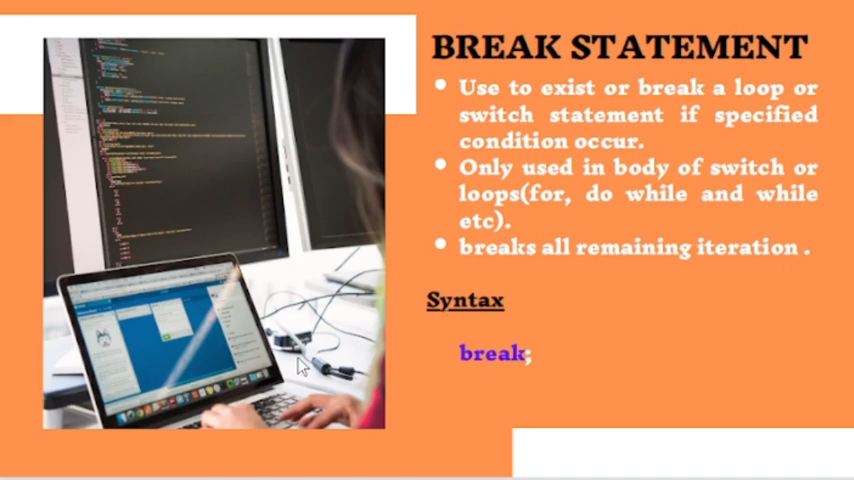 BREAK STATEMENT
• Use to exist or break a loop or
switch statement if specified
condition occur.
• Only used in body of switch or
loops(for, do while and while
etc).
• breaks all remaining iteration .
Syntax
break;